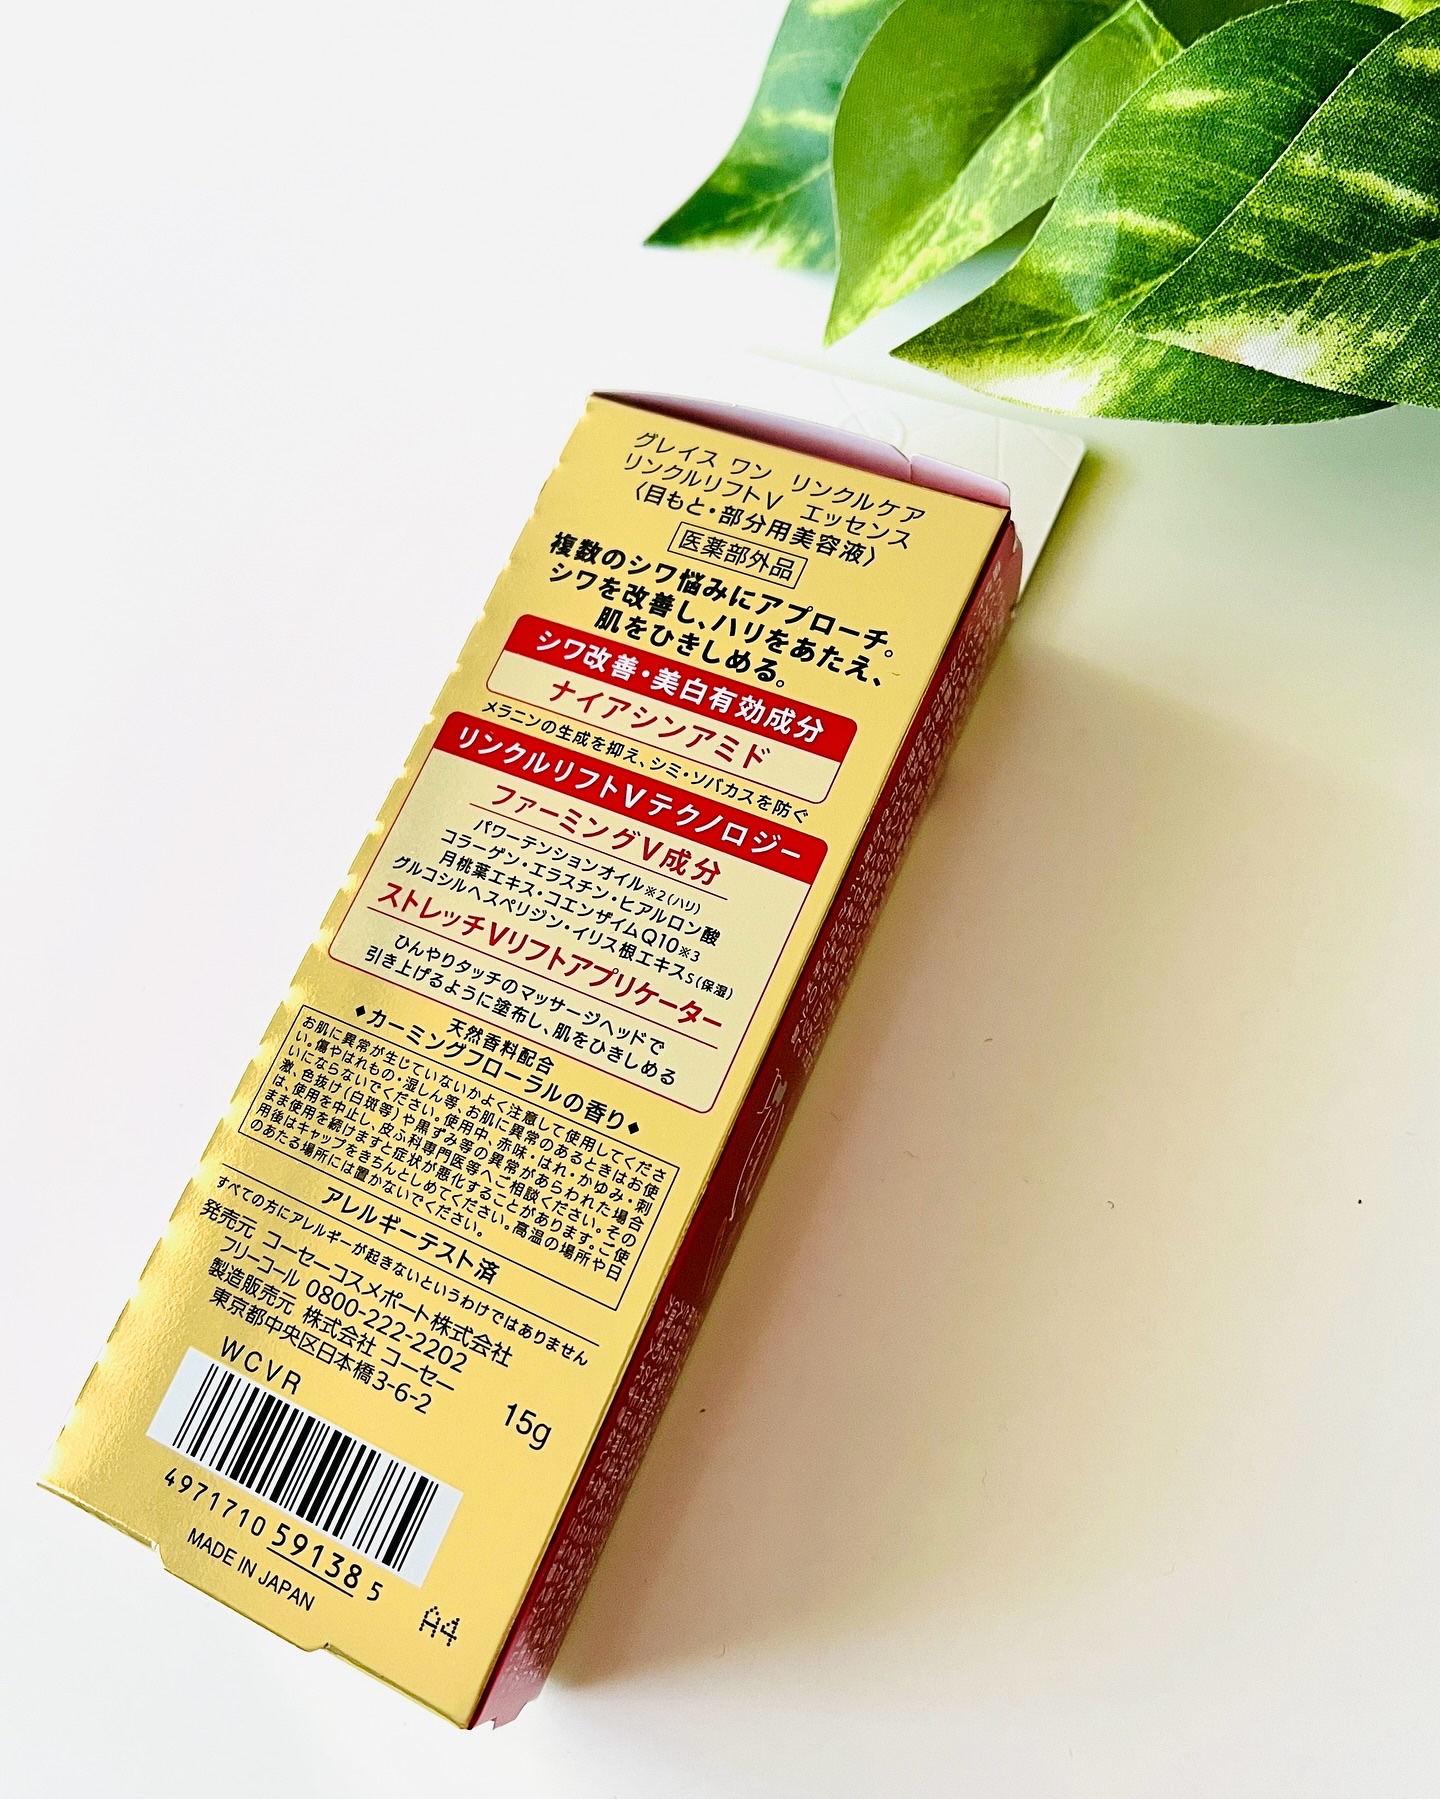 グレイス ワン リンクルケア
リンクルリフトV エッセンス
〈目もと・部分用美容液〉
医薬部外品
複数のシワ悩みにアプローチ。
シワを改善し、ハリをあたえ、
肌をひきしめる。
シワ改善・美白有効成分
ナイアシンアミド
メラニンの生成を抑え、シミ・ソバカスを防ぐ
リンクルリフトVテクノロジー
ファーミングV成分
パワーテンションオイル※2(ハリ)
コラーゲン・エラスチン・ヒアルロン酸
月桃葉エキス・コエンザイムQ10※3
グルコシルヘスペリジン・イリス根エキスS(保湿)
ストレッチVリフトアプリケーター
ひんやりタッチのマッサージヘッドで
引き上げるように塗布し、肌をひきしめる
天然香料配合
◆カーミングフローラルの香り◆
お肌に異常が生じていないかよく注意して使用してくださ
い。傷やはれもの・湿しん等、お肌に異常のあるときはお使
いにならないでください。使用中、赤味・はれ・かゆみ・刺
激、色抜け(白斑等)や黒ずみ等の異常があらわれた場合
は、使用を中止し、皮ふ科専門医等へご相談ください。その
まま使用を続けますと症状が悪化することがあります。ご使
用後はキャップをきちんとしめてください。高温の場所や日
のあたる場所には置かないでください。
アレルギーテスト済
すべての方にアレルギーが起きないというわけではありません
発売元 コーセーコスメポート株式会社
フリーコール 0800-222-2202
製造販売元 株式会社 コーセー
東京都中央区日本橋3-6-2
WCVR
15g
4971710 591385
MADE IN JAPAN
A4